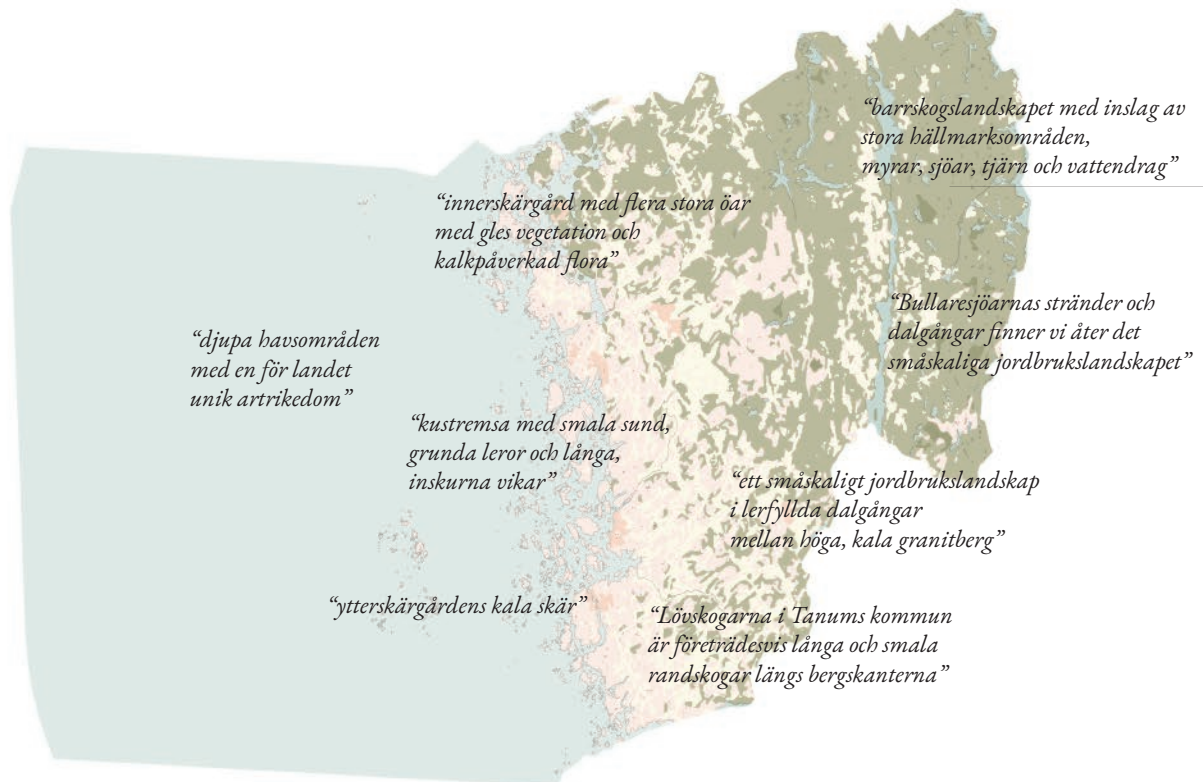 “barrskogslandskapet med inslag av
stora hällmarksområden,
myrar, sjöar, tjärn och vattendrag”
“innerskärgård med flera stora öar
med gles vegetation och
kalkpåverkad flora”
“Bullaresjöarnas stränder och
dalgångar finner vi åter det
småskaliga jordbrukslandskapet”
“djupa havsområden
med en för landet
unik artrikedom”
“kustremsa med smala sund,
grunda leror och långa,
inskurna vikar”
“ett småskaligt jordbrukslandskap
i lerfyllda dalgångar
mellan höga, kala granitberg”
“ytterskärgårdens kala skär”
“Lövskogarna i Tanums kommun
är företrädesvis långa och smala
randskogar längs bergskanterna”